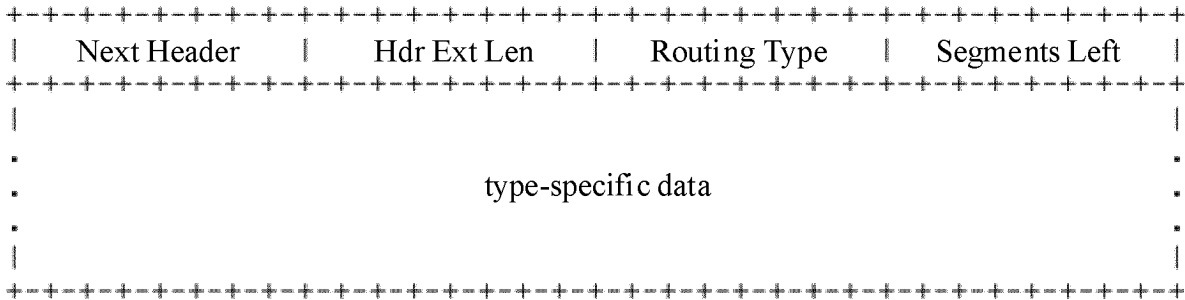 Next Header | Hdr Ext Len | Routing Type | Segments Left
type-specific data